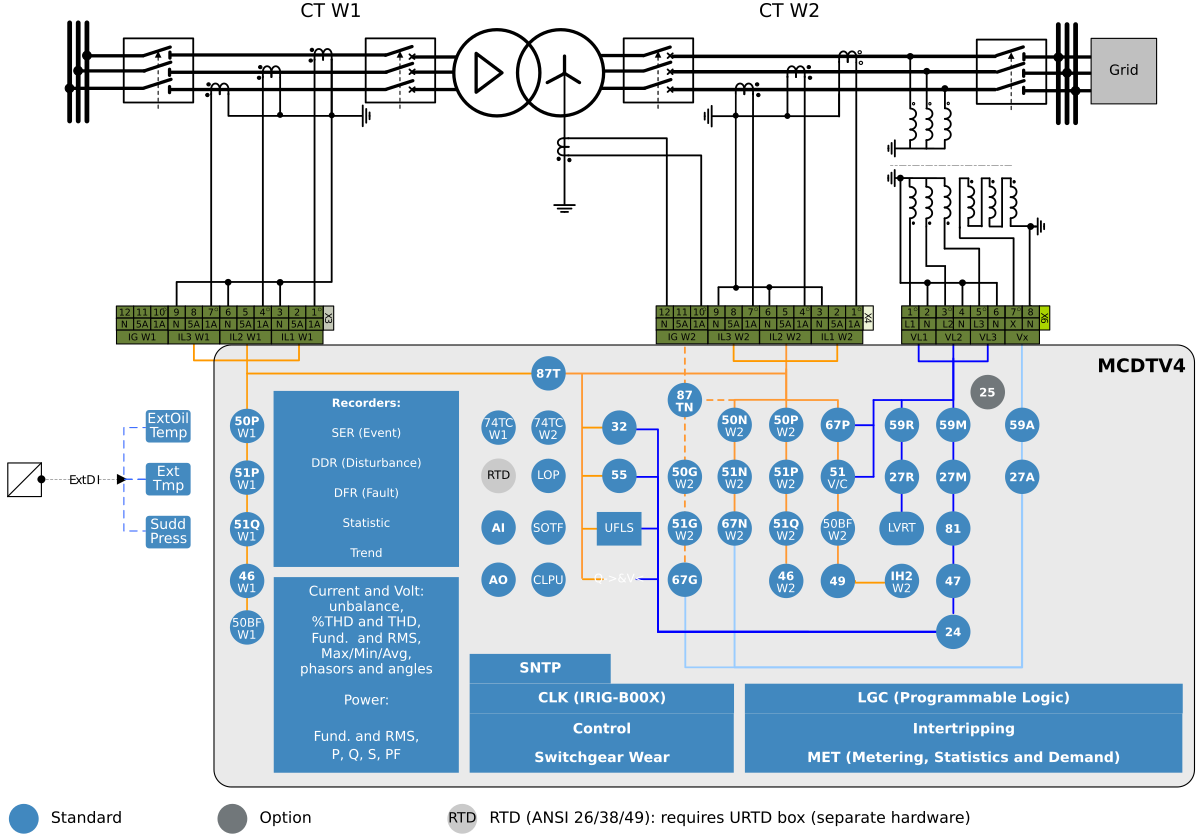 CT W1
CT W2
Grid
12 11 10 9 8 7 6 5 4 3 2 1
N 5A 1A N 5A 1A N 5A 1A N 5A 1A
IG W1 IL3 W1 IL2 W1 IL1 W1
X3
12 11 10 9 8 7 6 5 4 3 2 1
N 5A 1A N 5A 1A N 5A 1A N 5A 1A
IG W2 IL3 W2 IL2 W2 IL1 W2
X4
1 2 3 4 5 6 7 8
L1 N L2 N L3 N X N
VL1 VL2 VL3 Vx
X6
MCDTV4
87T
87
TN
25
50P
W1
51P
W1
51Q
W1
46
W1
50BF
W1
Recorders:
SER (Event)
DDR (Disturbance)
DFR (Fault)
Statistic
Trend
Current and Volt:
unbalance,
%THD and THD,
Fund. and RMS,
Max/Min/Avg,
phasors and angles
Power:
Fund. and RMS,
P, Q, S, PF
74TC
W1
74TC
W2
RTD
LOP
AI
SOTF
AO
CLPU
32
55
UFLS
Q->&V<
50G
W2
51G
W2
67G
50N
W2
51N
W2
67N
W2
50P
W2
51P
W2
51Q
W2
46
W2
67P
51
V/C
50BF
W2
49
59R
27R
LVRT
IH2
W2
59M
27M
81
47
24
59A
27A
ExtOil
Temp
Ext
Tmp
Sudd
Press
ExtDI
SNTP
CLK (IRIG-B00X)
Control
Switchgear Wear
LGC (Programmable Logic)
Intertripping
MET (Metering, Statistics and Demand)
Standard
Option
RTD
RTD (ANSI 26/38/49): requires URTD box (separate hardware)